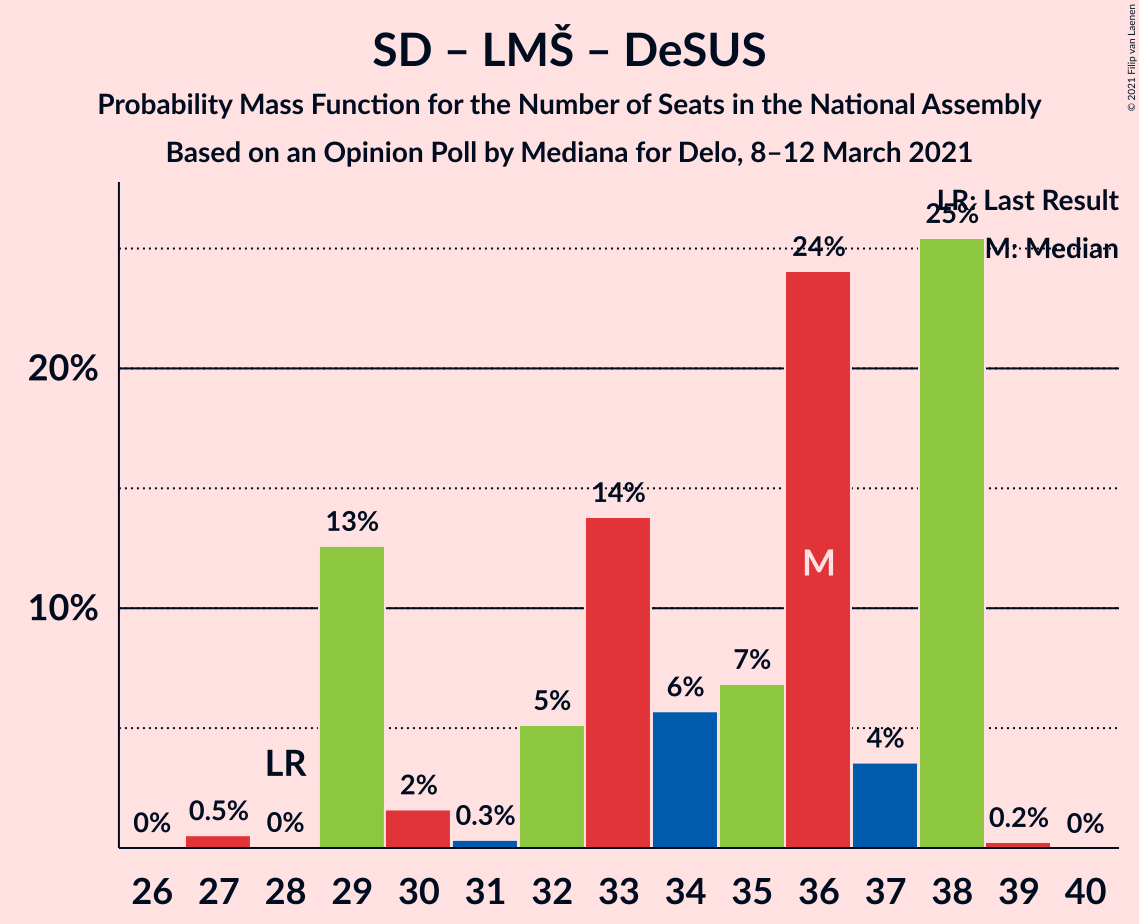 SD – LMŠ – DeSUS
Probability Mass Function for the Number of Seats in the National Assembly
Based on an Opinion Poll by Mediana for Delo, 8–12 March 2021
© 2021 Filip van Laenen
LR: Last Result
M: Median
20%
10%
0%
0.5%
LR
0%
13%
2%
0.3%
5%
14%
6%
7%
24%
M
4%
25%
0.2%
0%
26 27 28 29 30 31 32 33 34 35 36 37 38 39 40